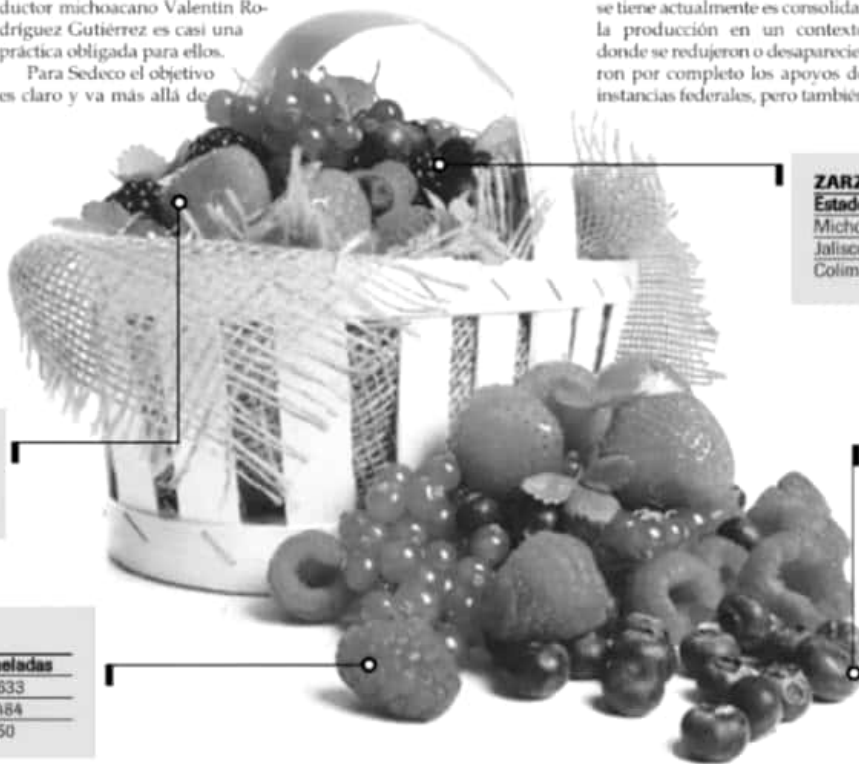 ductor michoacano Valentín Ro-
dríguez Gutiérrez es casi una
práctica obligada para ellos.
Para Sedeco el objetivo
es claro y va más allá de
se tiene actualmente es consolida
la producción en un contexto
donde se redujeron o desaparecie-
ron por completo los apoyos de
instancias federales, pero también
ZARZ
Estado
Micho
Jalisco
Colim
neladas
633
484
50